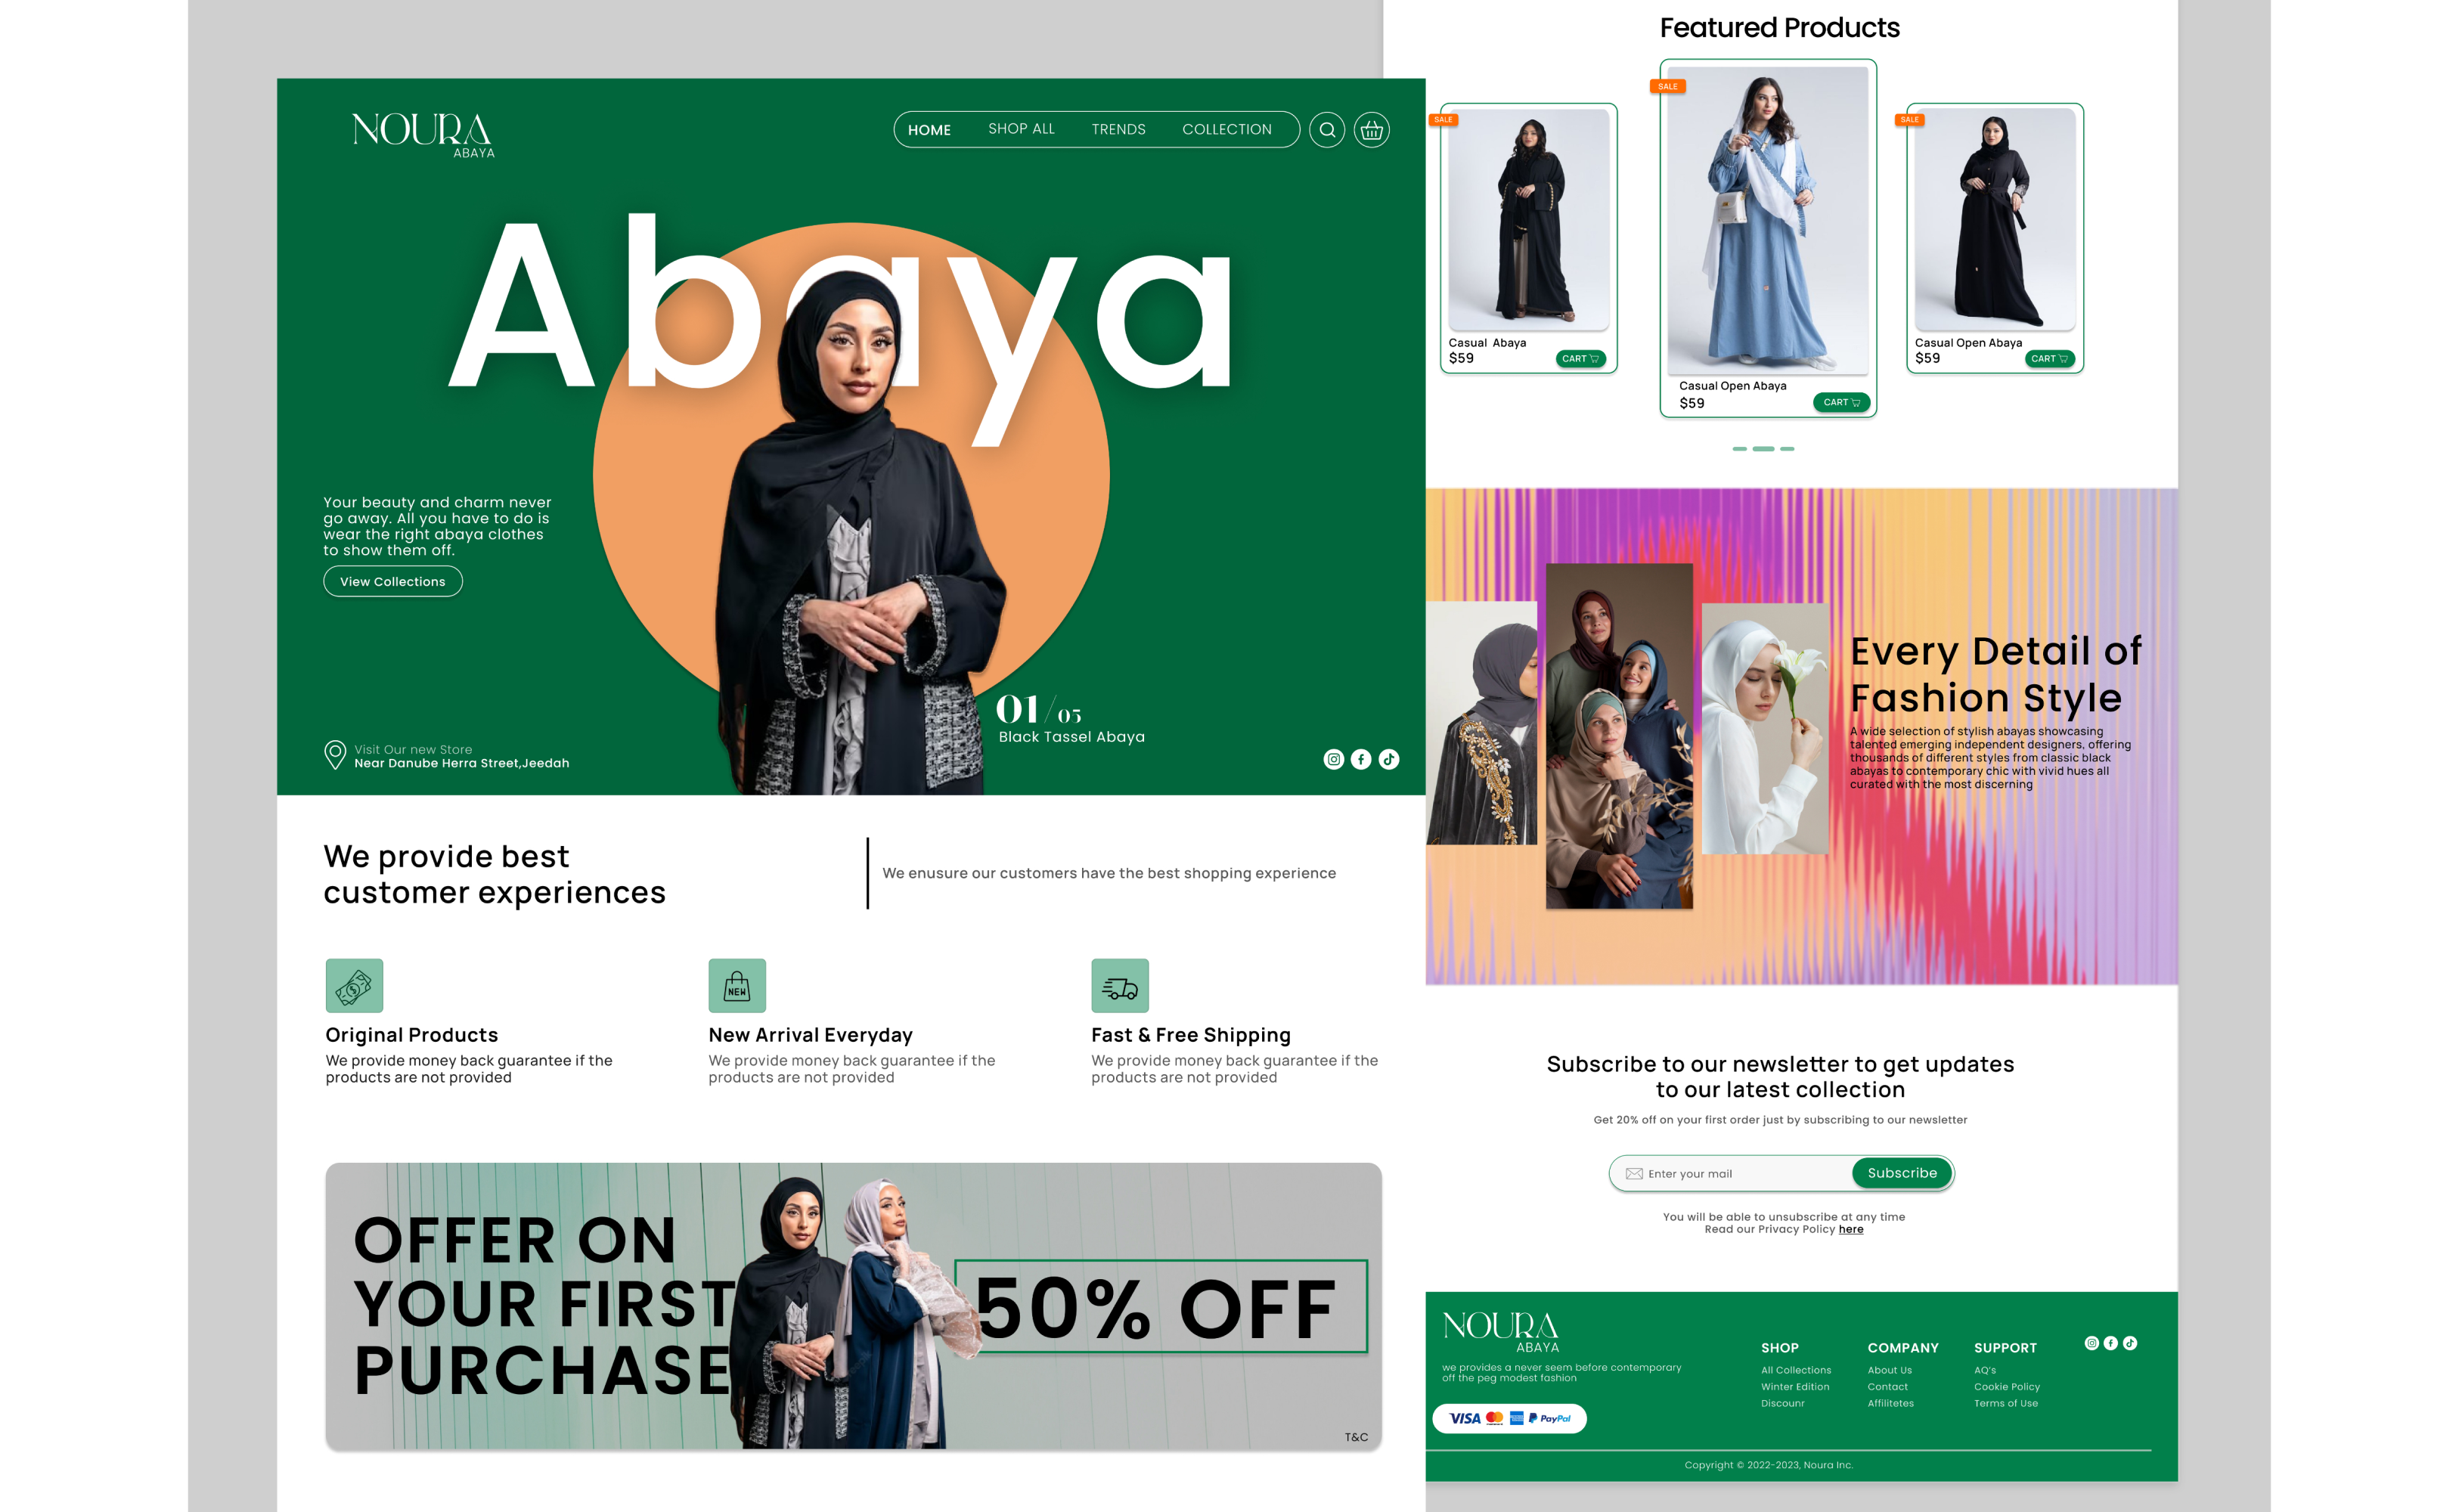 NOURA
ABAYA
HOME SHOP ALL TRENDS COLLECTION
Abaya
Your beauty and charm never
go away. All you have to do is
wear the right abaya clothes
to show them off.
View Collections
01/05
Black Tassel Abaya
Visit Our new Store
Near Danube Herra Street,Jeedah
We provide best
customer experiences
We enusure our customers have the best shopping experience
NEW
Original Products
We provide money back guarantee if the
products are not provided
New Arrival Everyday
We provide money back guarantee if the
products are not provided
Fast & Free Shipping
We provide money back guarantee if the
products are not provided
OFFER ON
YOUR FIRST
PURCHASE
50% OFF
T&C
Featured Products
SALE
Casual Abaya
$59
CART
SALE
Casual Open Abaya
$59
CART
SALE
Casual Open Abaya
$59
CART
Every Detail of
Fashion Style
A wide selection of stylish abayas showcasing
talented emerging independent designers, offering
thousands of different styles from classic black
abayas to contemporary chic with vivid hues all
curated with the most discerning
Subscribe to our newsletter to get updates
to our latest collection
Get 20% off on your first order just by subscribing to our newsletter
Enter your mail
Subscribe
You will be able to unsubscribe at any time
Read our Privacy Policy here
NOURA
ABAYA
we provides a never seem before contemporary
off the peg modest fashion
VISA PayPal
SHOP
All Collections
Winter Edition
Discounr
COMPANY
About Us
Contact
Affilitetes
SUPPORT
AQ's
Cookie Policy
Terms of Use
Copyright © 2022-2023, Noura Inc.